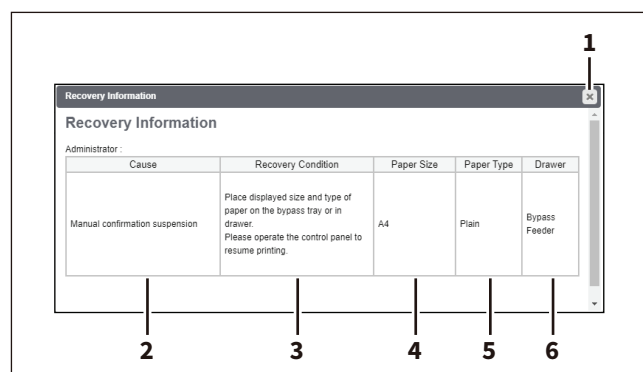 1
Recovery Information
Recovery Information
Administrator :
Cause Recovery Condition Paper Size Paper Type Drawer
Manual confirmation suspension
Place displayed size and type of
paper on the bypass tray or in
drawer.
Please operate the control panel to
resume printing.
A4
Plain
Bypass
Feeder
2 3 4 5 6